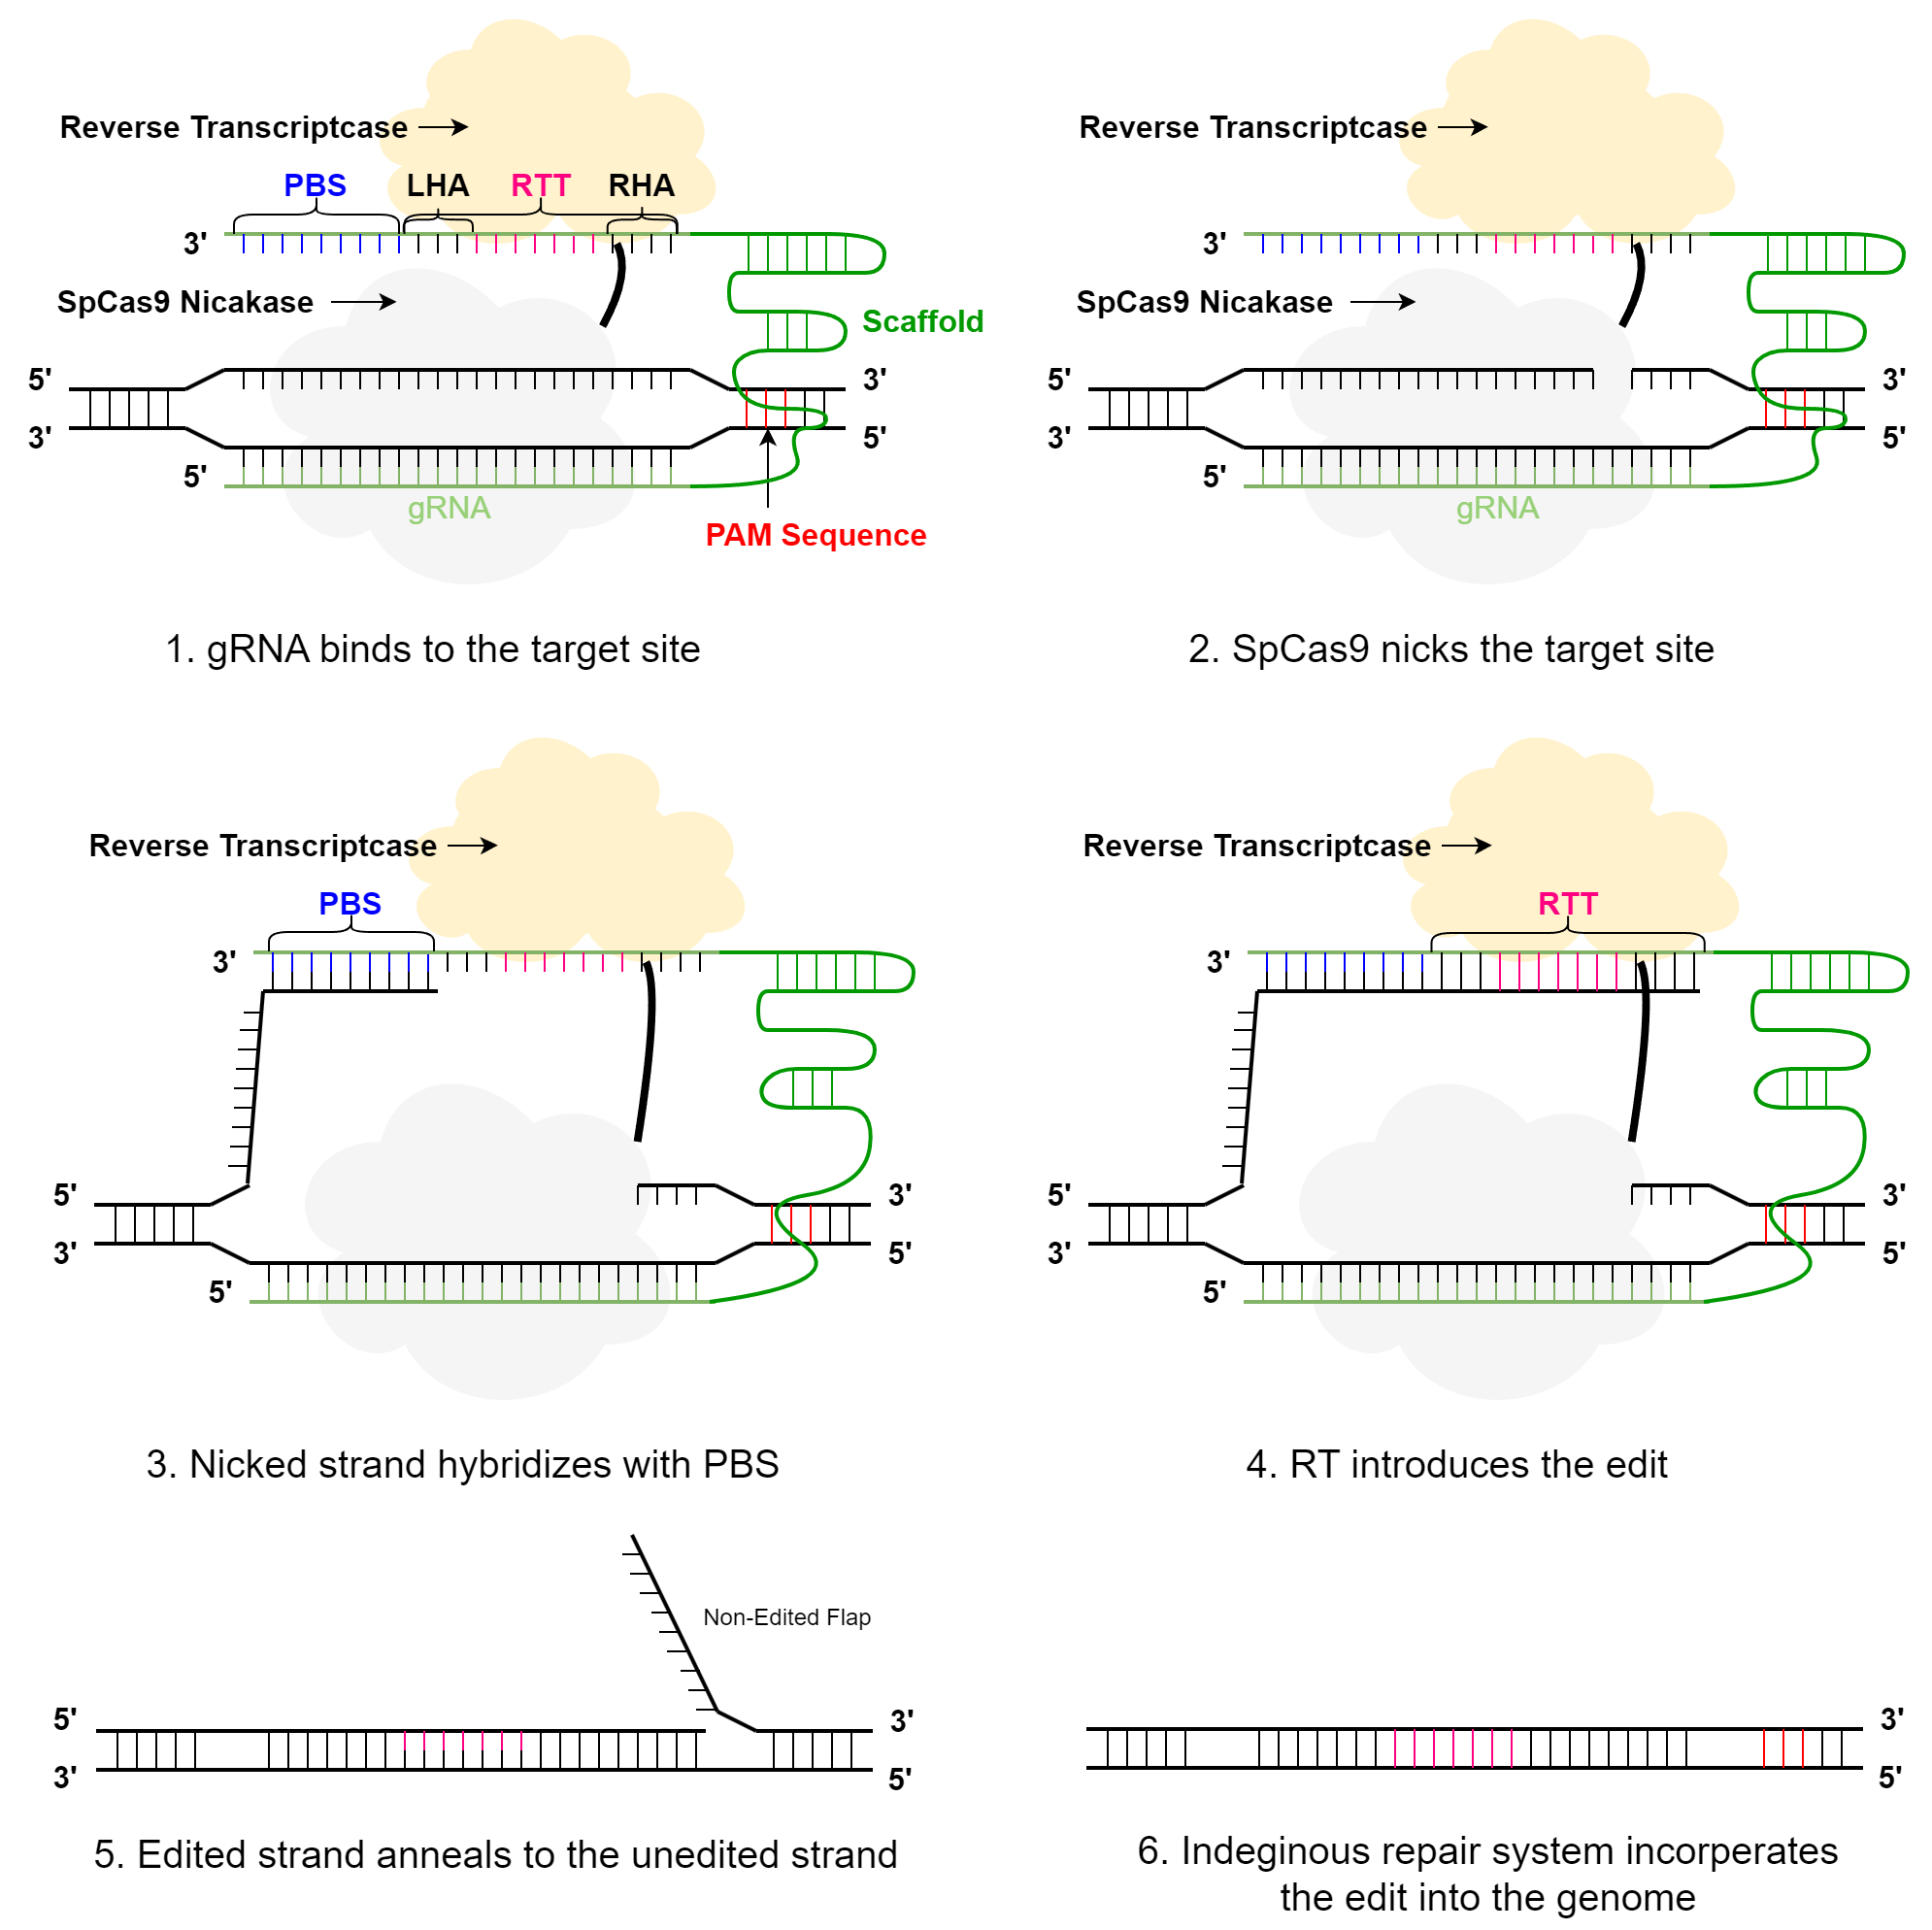 Reverse Transcriptcase
PBS LHA RTT RHA
3'
SpCas9 Nicakase
Scaffold
5' 3'
3' 5'
5'
gRNA
PAM Sequence
1. gRNA binds to the target site
Reverse Transcriptcase
3'
SpCas9 Nicakase
5' 3'
3' 5'
5'
gRNA
2. SpCas9 nicks the target site
Reverse Transcriptcase
PBS
3'
5' 3'
3' 5'
5'
3. Nicked strand hybridizes with PBS
Reverse Transcriptcase
RTT
3'
5' 3'
3' 5'
5'
4. RT introduces the edit
Non-Edited Flap
5' 3'
3' 5'
5. Edited strand anneals to the unedited strand
3'
5'
6. Indeginous repair system incorperates
the edit into the genome